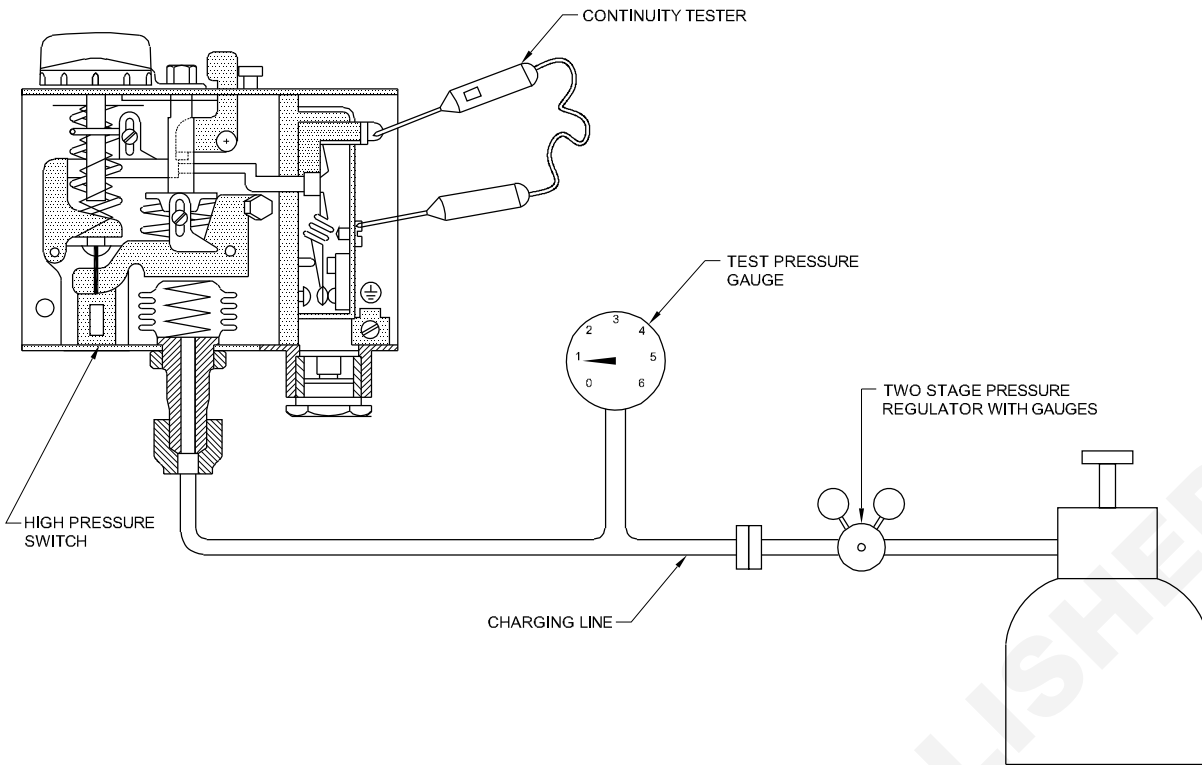 CONTINUITY TESTER
TEST PRESSURE
GAUGE
3
2
4
1
5
0
6
TWO STAGE PRESSURE
REGULATOR WITH GAUGES
HIGH PRESSURE
SWITCH
CHARGING LINE